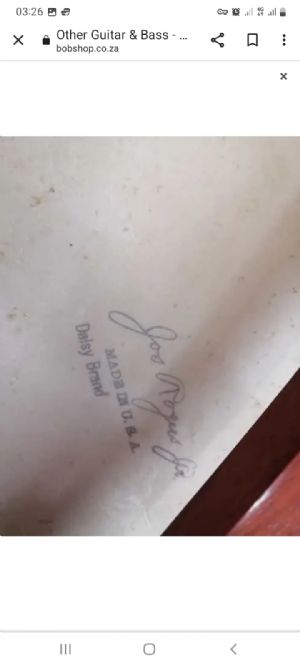 03:26
Other Guitar & Bass - ...
bobshop.co.za
Jos Rogers Jr.
MADE IN U.S.A.
Daisy Brand